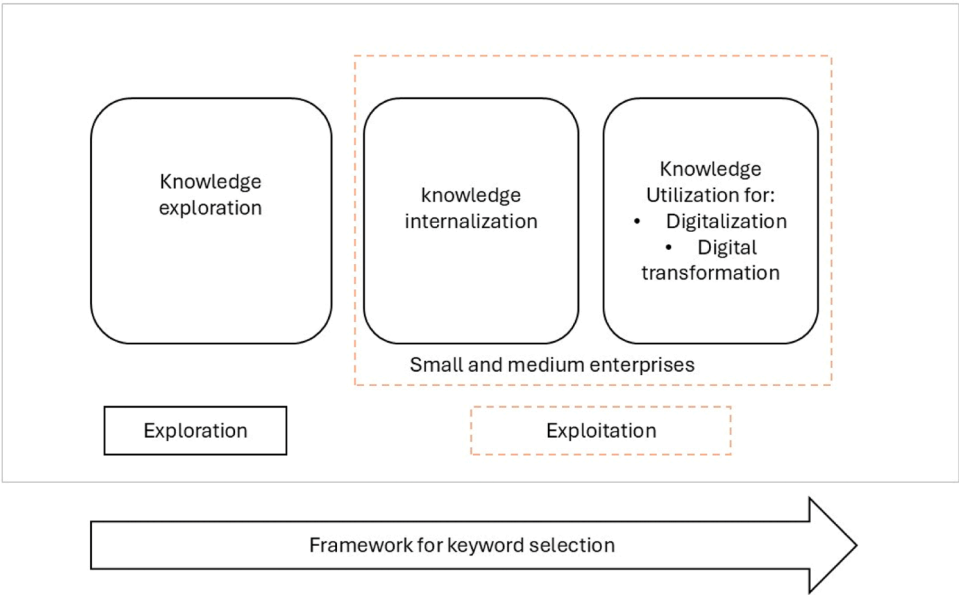 Knowledge
exploration
knowledge
internalization
Knowledge
Utilization for:
• Digitalization
• Digital
transformation
Small and medium enterprises
Exploration
Exploitation
Framework for keyword selection